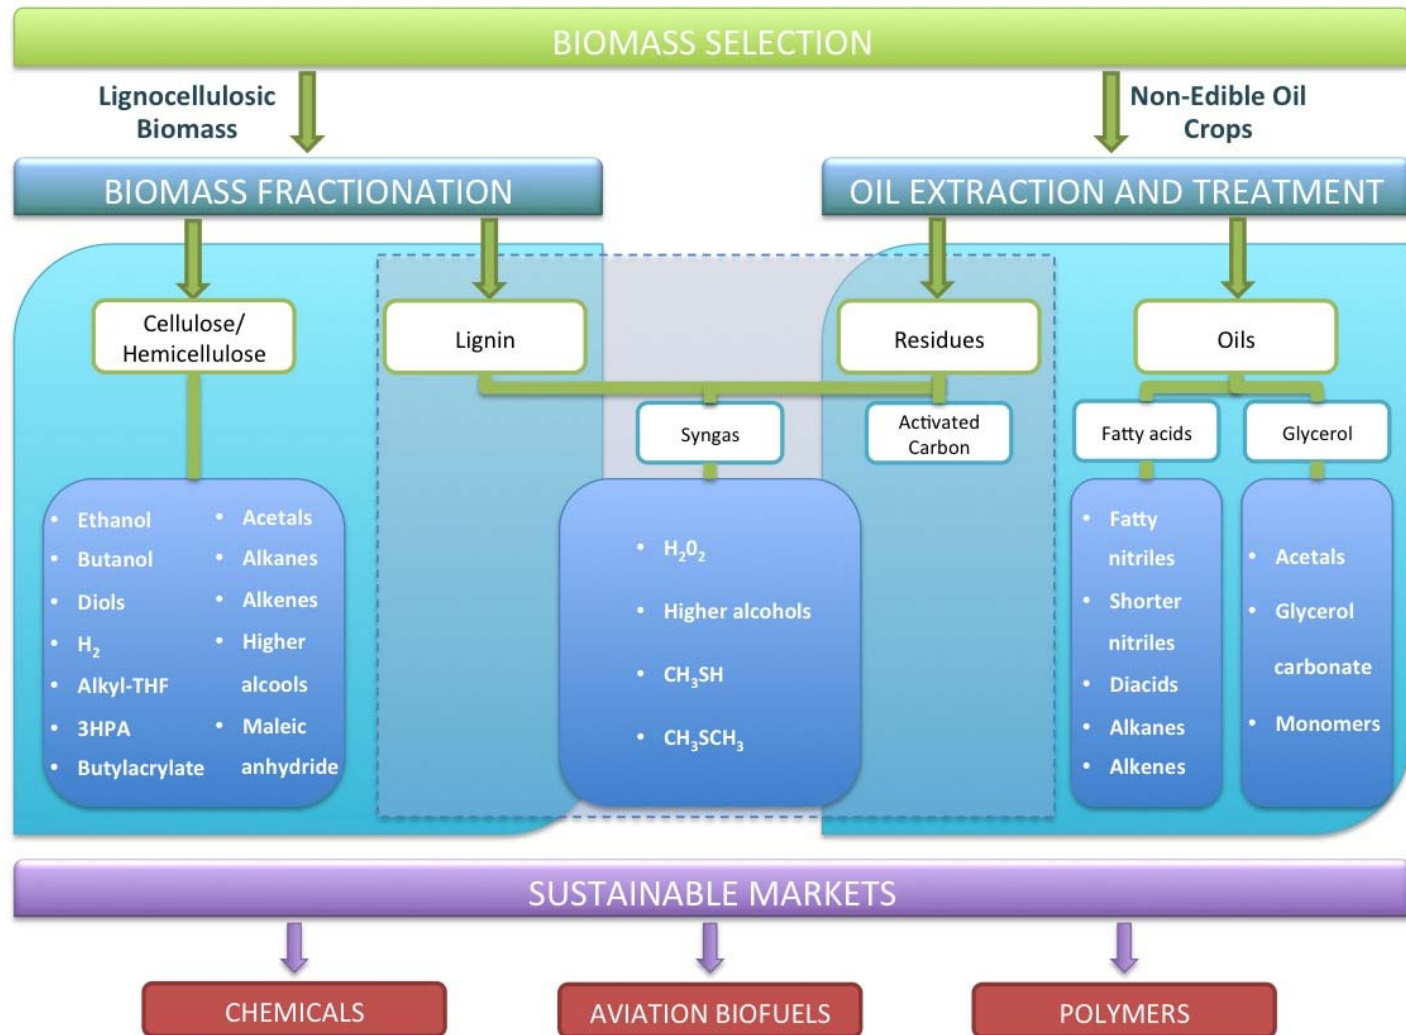 BIOMASS SELECTION
Lignocellulosic
Biomass
Non-Edible Oil
Crops
BIOMASS FRACTIONATION
OIL EXTRACTION AND TREATMENT
Cellulose/
Hemicellulose
Lignin
Residues
Oils
Syngas
Activated
Carbon
Fatty acids
Glycerol
• Ethanol
• Butanol
• Diols
• H₂
• Alkyl-THF
• 3HPA
• Butylacrylate
• Acetals
• Alkanes
• Alkenes
• Higher
alcools
• Maleic
anhydride
• H₂0₂
• Higher alcohols
• CH₃SH
• CH₃SCH₃
• Fatty
nitriles
• Shorter
nitriles
• Diacids
• Alkanes
• Alkenes
• Acetals
• Glycerol
carbonate
• Monomers
SUSTAINABLE MARKETS
CHEMICALS
AVIATION BIOFUELS
POLYMERS